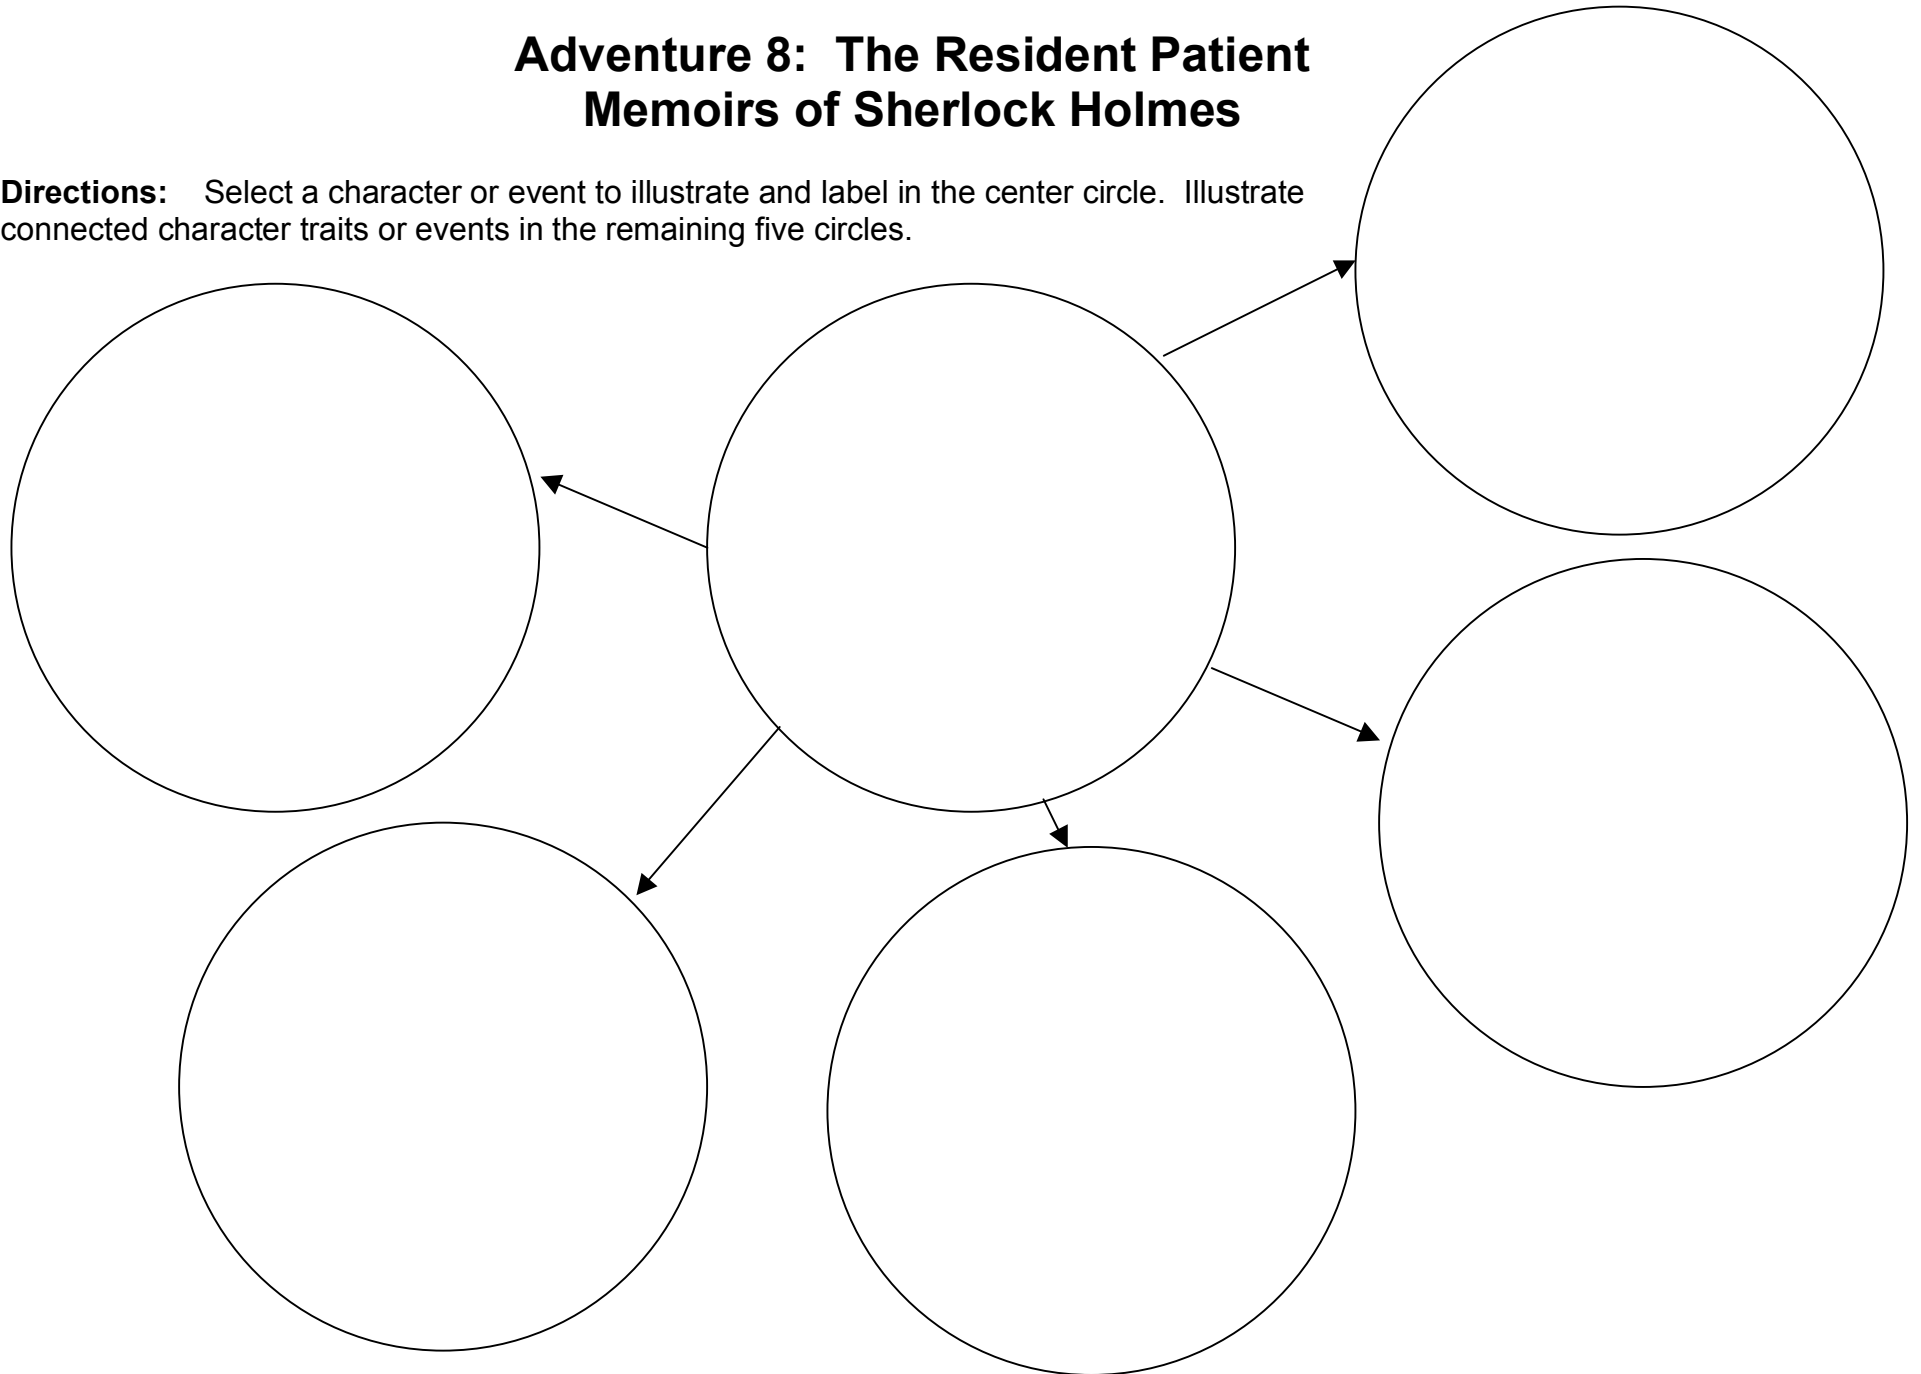 Adventure 8:  The Resident Patient
Memoirs of Sherlock Holmes
Directions:    Select a character or event to illustrate and label in the center circle.  Illustrate
connected character traits or events in the remaining five circles.